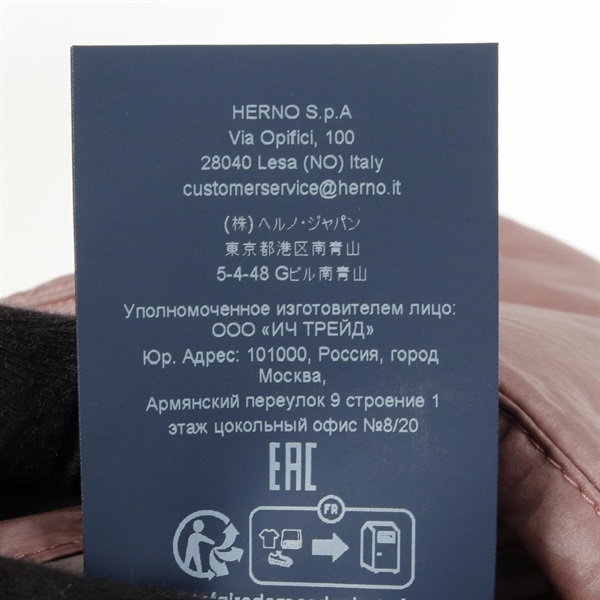 HERNO S.p.A
Via Opifici, 100
28040 Lesa (NO) Italy
customerservice@herno.it
(株)ヘルノ・ジャパン
東京都港区南青山
5-4-48 Gビル南青山
Уполномоченное изготовителем лицо:
ООО «ИЧ ТРЕЙД»
Юр. Адрес: 101000, Россия, город
Москва,
Армянский переулок 9 строение 1
этаж цокольный офис №8/20
EAC
FR